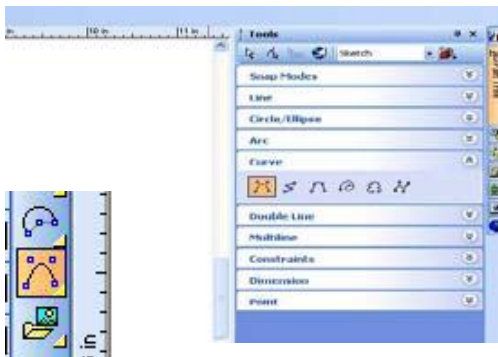 10 in
11 in
Tools
Sketch
Snap Modes
Line
Circle/Ellipse
Arc
Curve
Double Line
Multiline
Constraints
Dimension
Point
in